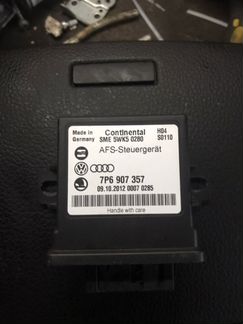 Made in Continental H04
Germany SME 5WK5 0280 S0110
AFS-Steuergerät
7P6 907 357
09.10.2012 0007 0285
Handle with care